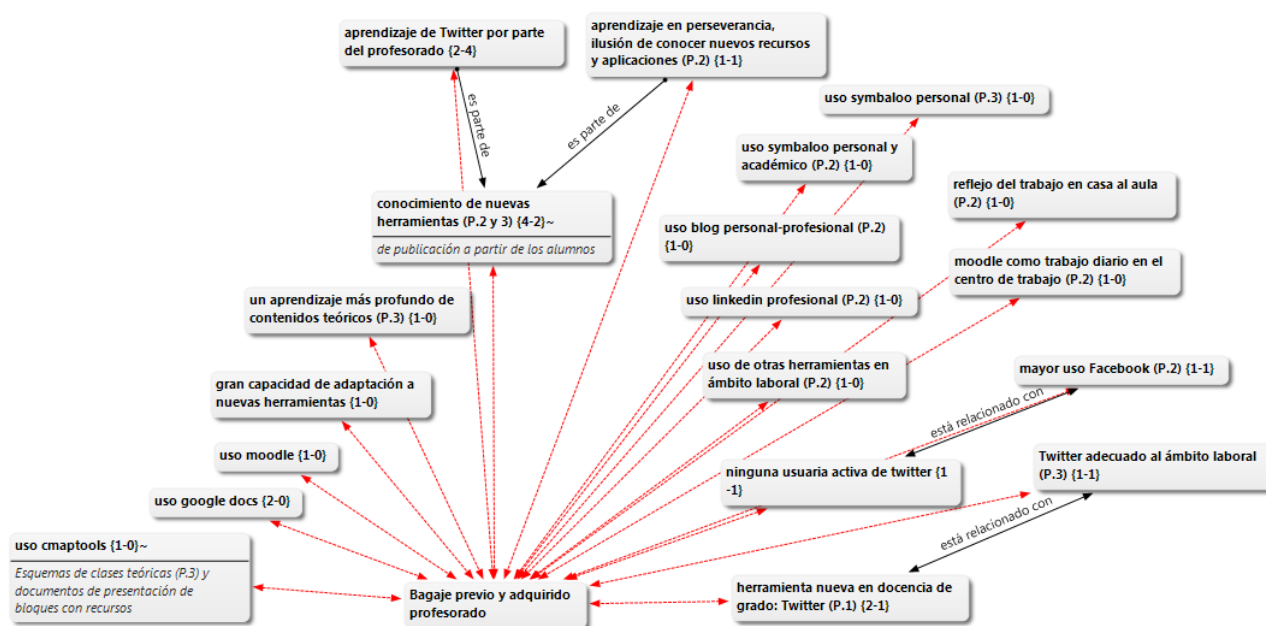 aprendizaje de Twitter por parte
del profesorado {2-4}
aprendizaje en perseverancia,
ilusión de conocer nuevos recursos
y aplicaciones (P.2) {1-1}
es parte de
es parte de
uso symbaloo personal (P.3) {1-0}
uso symbaloo personal y
académico (P.2) {1-0}
reflejo del trabajo en casa al aula
(P.2) {1-0}
conocimiento de nuevas
herramientas (P.2 y 3) {4-2}~
de publicación a partir de los alumnos
uso blog personal-profesional (P.2)
{1-0}
moodle como trabajo diario en el
centro de trabajo (P.2) {1-0}
un aprendizaje más profundo de
contenidos teóricos (P.3) {1-0}
uso linkedin profesional (P.2) {1-0}
uso de otras herramientas en
ámbito laboral (P.2) {1-0}
mayor uso Facebook (P.2) {1-1}
gran capacidad de adaptación a
nuevas herramientas {1-0}
está relacionado con
uso moodle {1-0}
ninguna usuaria activa de twitter {1
-1}
Twitter adecuado al ámbito laboral
(P.3) {1-1}
uso google docs {2-0}
está relacionado con
uso cmaptools {1-0}~
Esquemas de clases teóricas (P.3) y
documentos de presentación de
bloques con recursos
Bagaje previo y adquirido
profesorado
herramienta nueva en docencia de
grado: Twitter (P.1) {2-1}